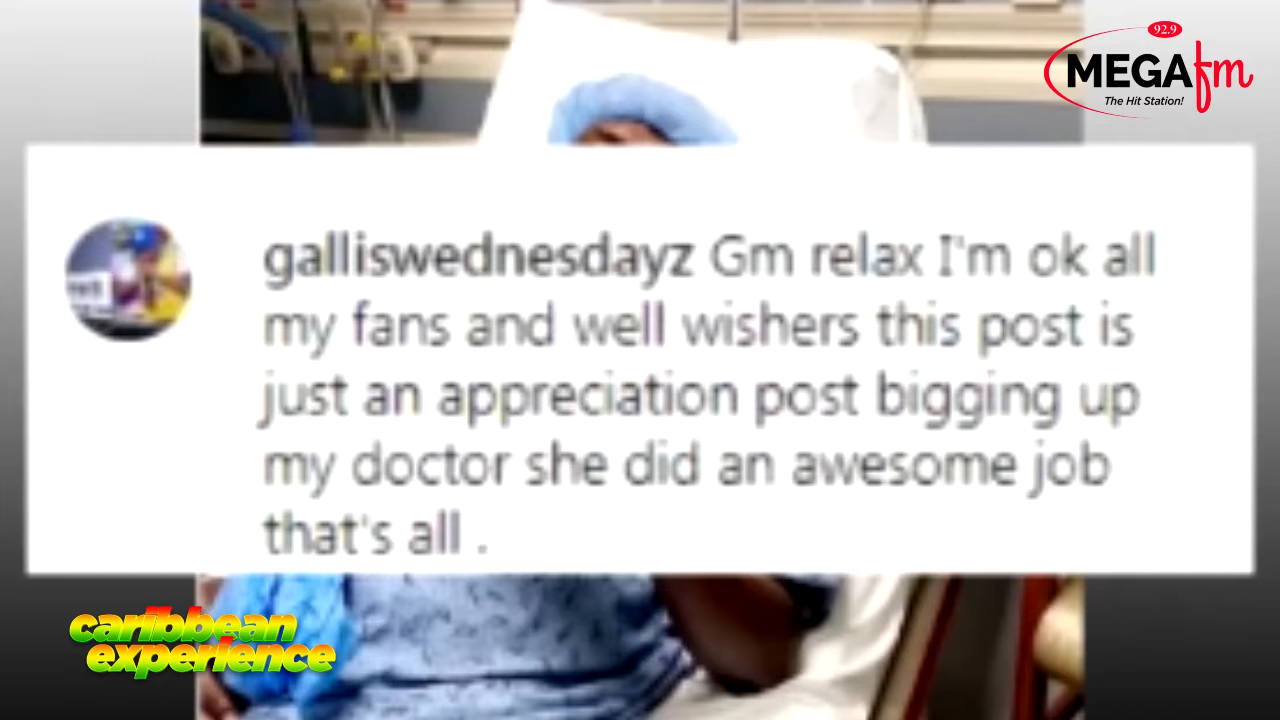 92.9
MEGA fm
The Hit Station!
galliswednesdayz Gm relax I'm ok all
my fans and well wishers this post is
just an appreciation post bigging up
my doctor she did an awesome job
that's all .
caribbean
experience